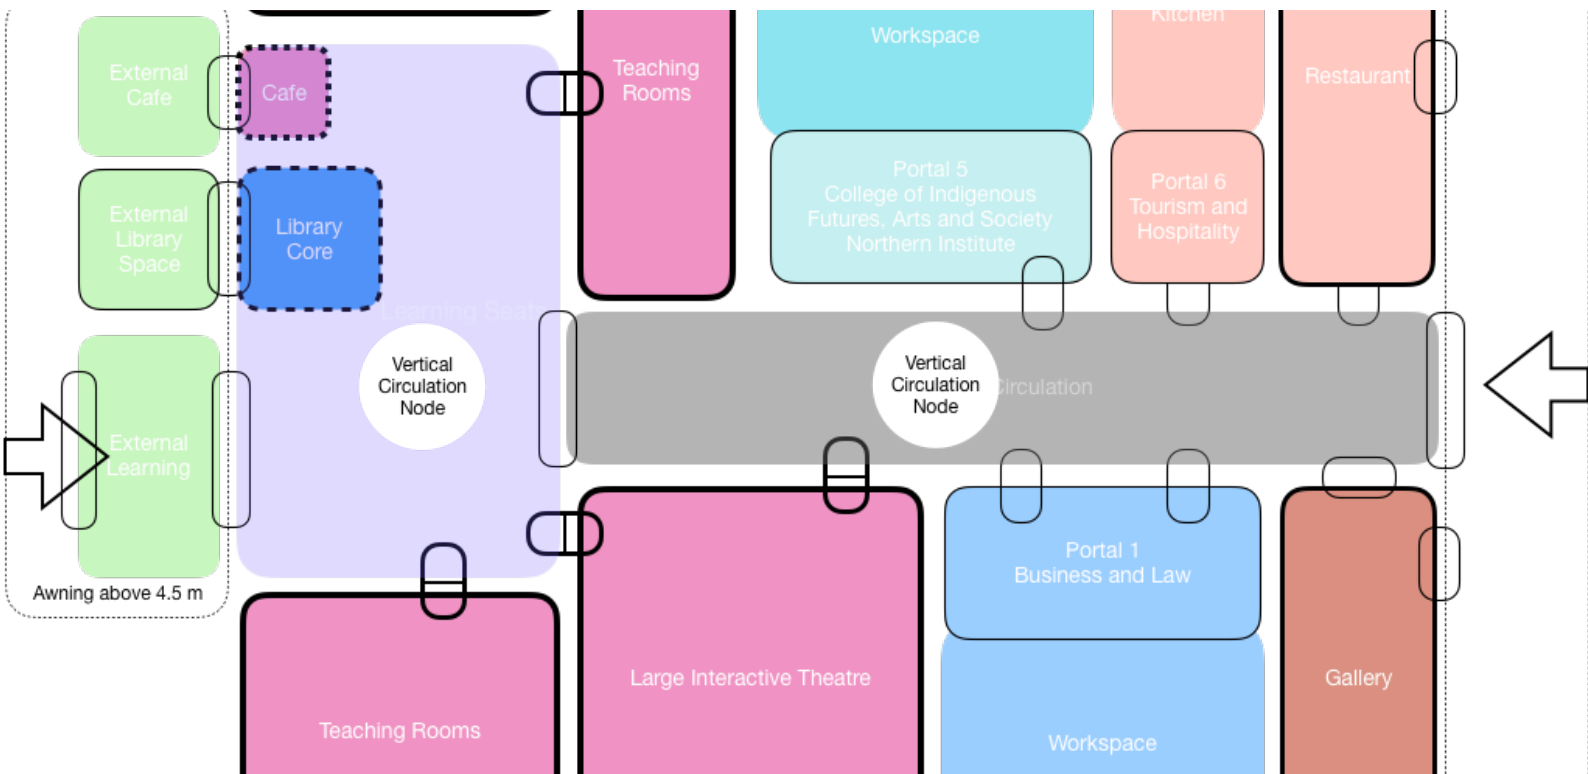 Kitchen
Workspace
External
Cafe
Cafe
Teaching
Rooms
Restaurant
Portal 5
College of Indigenous
Futures, Arts and Society
Northern Institute
Portal 6
Tourism and
Hospitality
External
Library
Space
Library
Core
Learning Seats
Vertical
Circulation
Node
Vertical
Circulation
Node
Circulation
External
Learning
Awning above 4.5 m
Portal 1
Business and Law
Large Interactive Theatre
Gallery
Teaching Rooms
Workspace